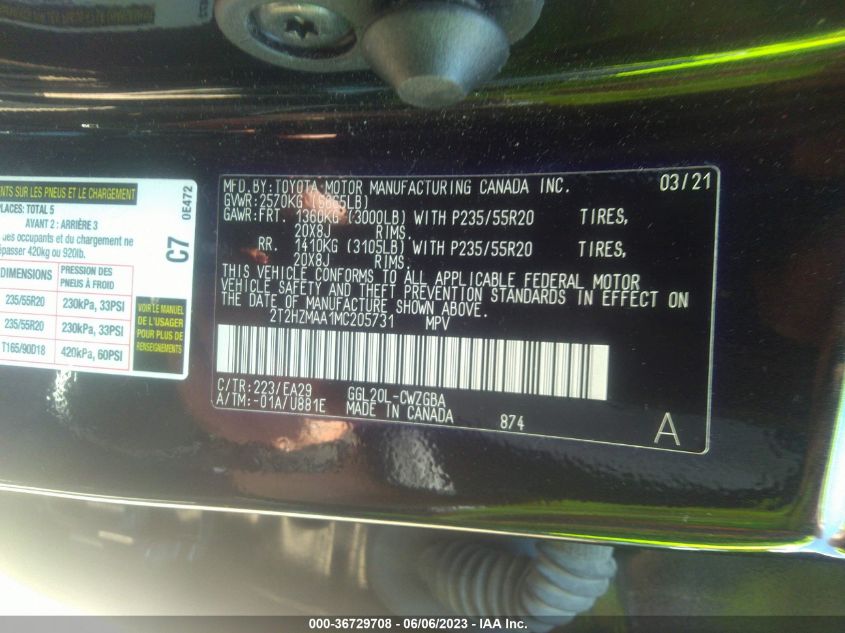 NTS SUR LES PNEUS ET LE CHARGEMENT
PLACES: TOTAL 5
AVANT 2 : ARRIÈRE 3
des occupants et du chargement ne
épasser 420kg ou 920lb.
0E472
C7
DIMENSIONS PRESSION DES PNEUS À FROID
235/55R20 230kPa, 33PSI
235/55R20 230kPa, 33PSI
T165/90D18 420kPa, 60PSI
VOIR LE MANUEL
DE L'USAGER
POUR PLUS DE
RENSEIGNEMENTS
MFD.BY:TOYOTA MOTOR MANUFACTURING CANADA INC. 03/21
GVWR:2570KG (5665LB)
GAWR:FRT. 1360KG (3000LB) WITH P235/55R20 TIRES,
20X8J RIMS.
RR. 1410KG (3105LB) WITH P235/55R20 TIRES,
20X8J RIMS.
THIS VEHICLE CONFORMS TO ALL APPLICABLE FEDERAL MOTOR
VEHICLE SAFETY AND THEFT PREVENTION STANDARDS IN EFFECT ON
THE DATE OF MANUFACTURE SHOWN ABOVE.
2T2HZMAA1MC205731 MPV
C/TR:223/EA29 GGL20L-CWZGBA
A/TM:-01A/U881E MADE IN CANADA 874
A
000-36729708 - 06/06/2023 - IAA Inc.